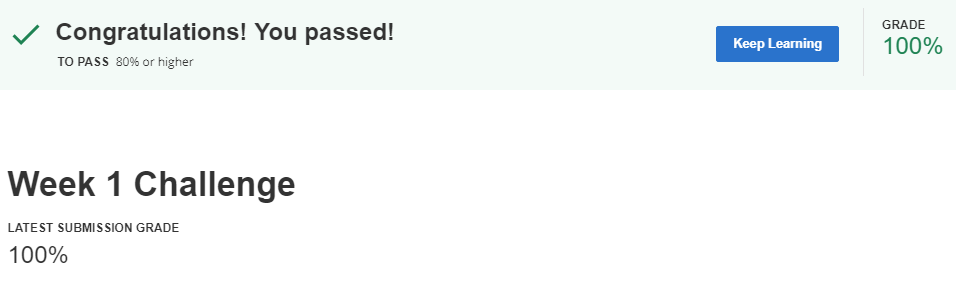 Congratulations! You passed!
TO PASS 80% or higher
Keep Learning
GRADE
100%
Week 1 Challenge
LATEST SUBMISSION GRADE
100%